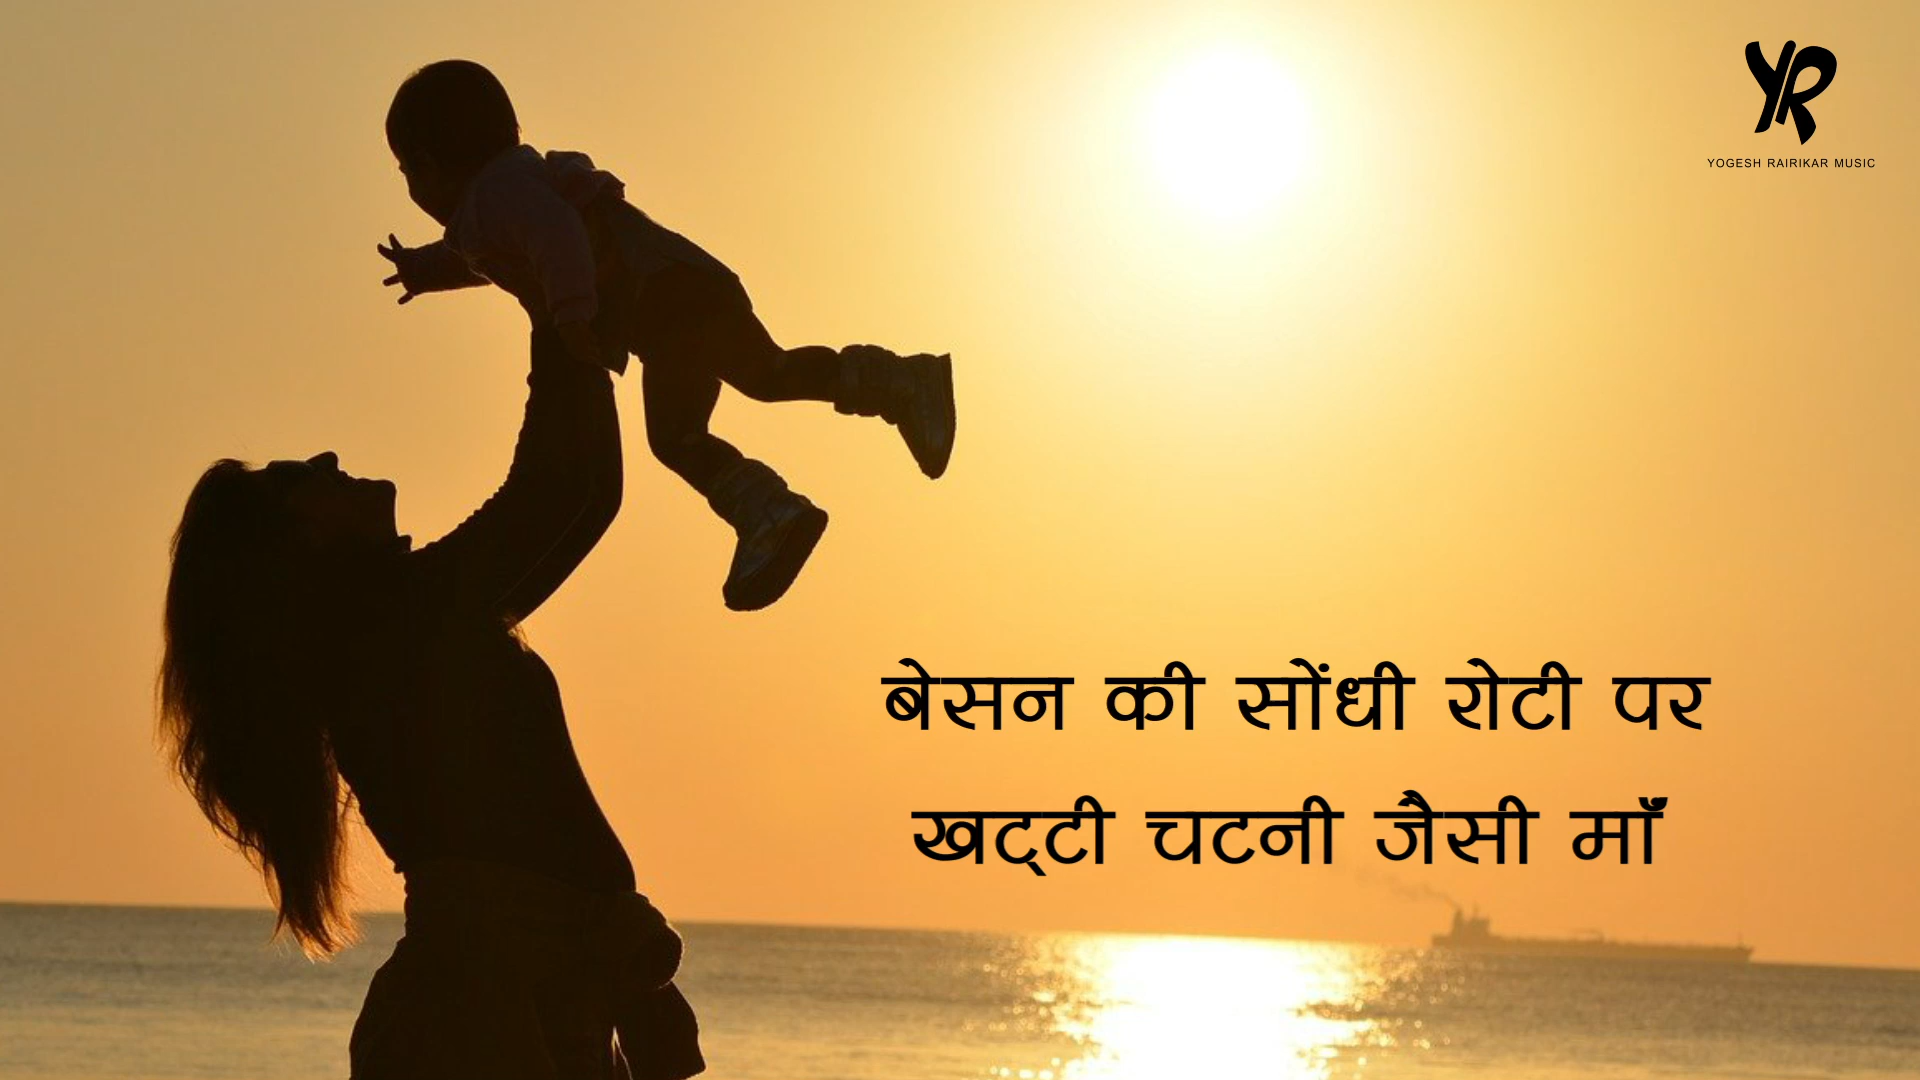 YR
YOGESH RAIRIKAR MUSIC
बेसन की सोंधी रोटी पर
खट्‌टी चटनी जैसी माँ